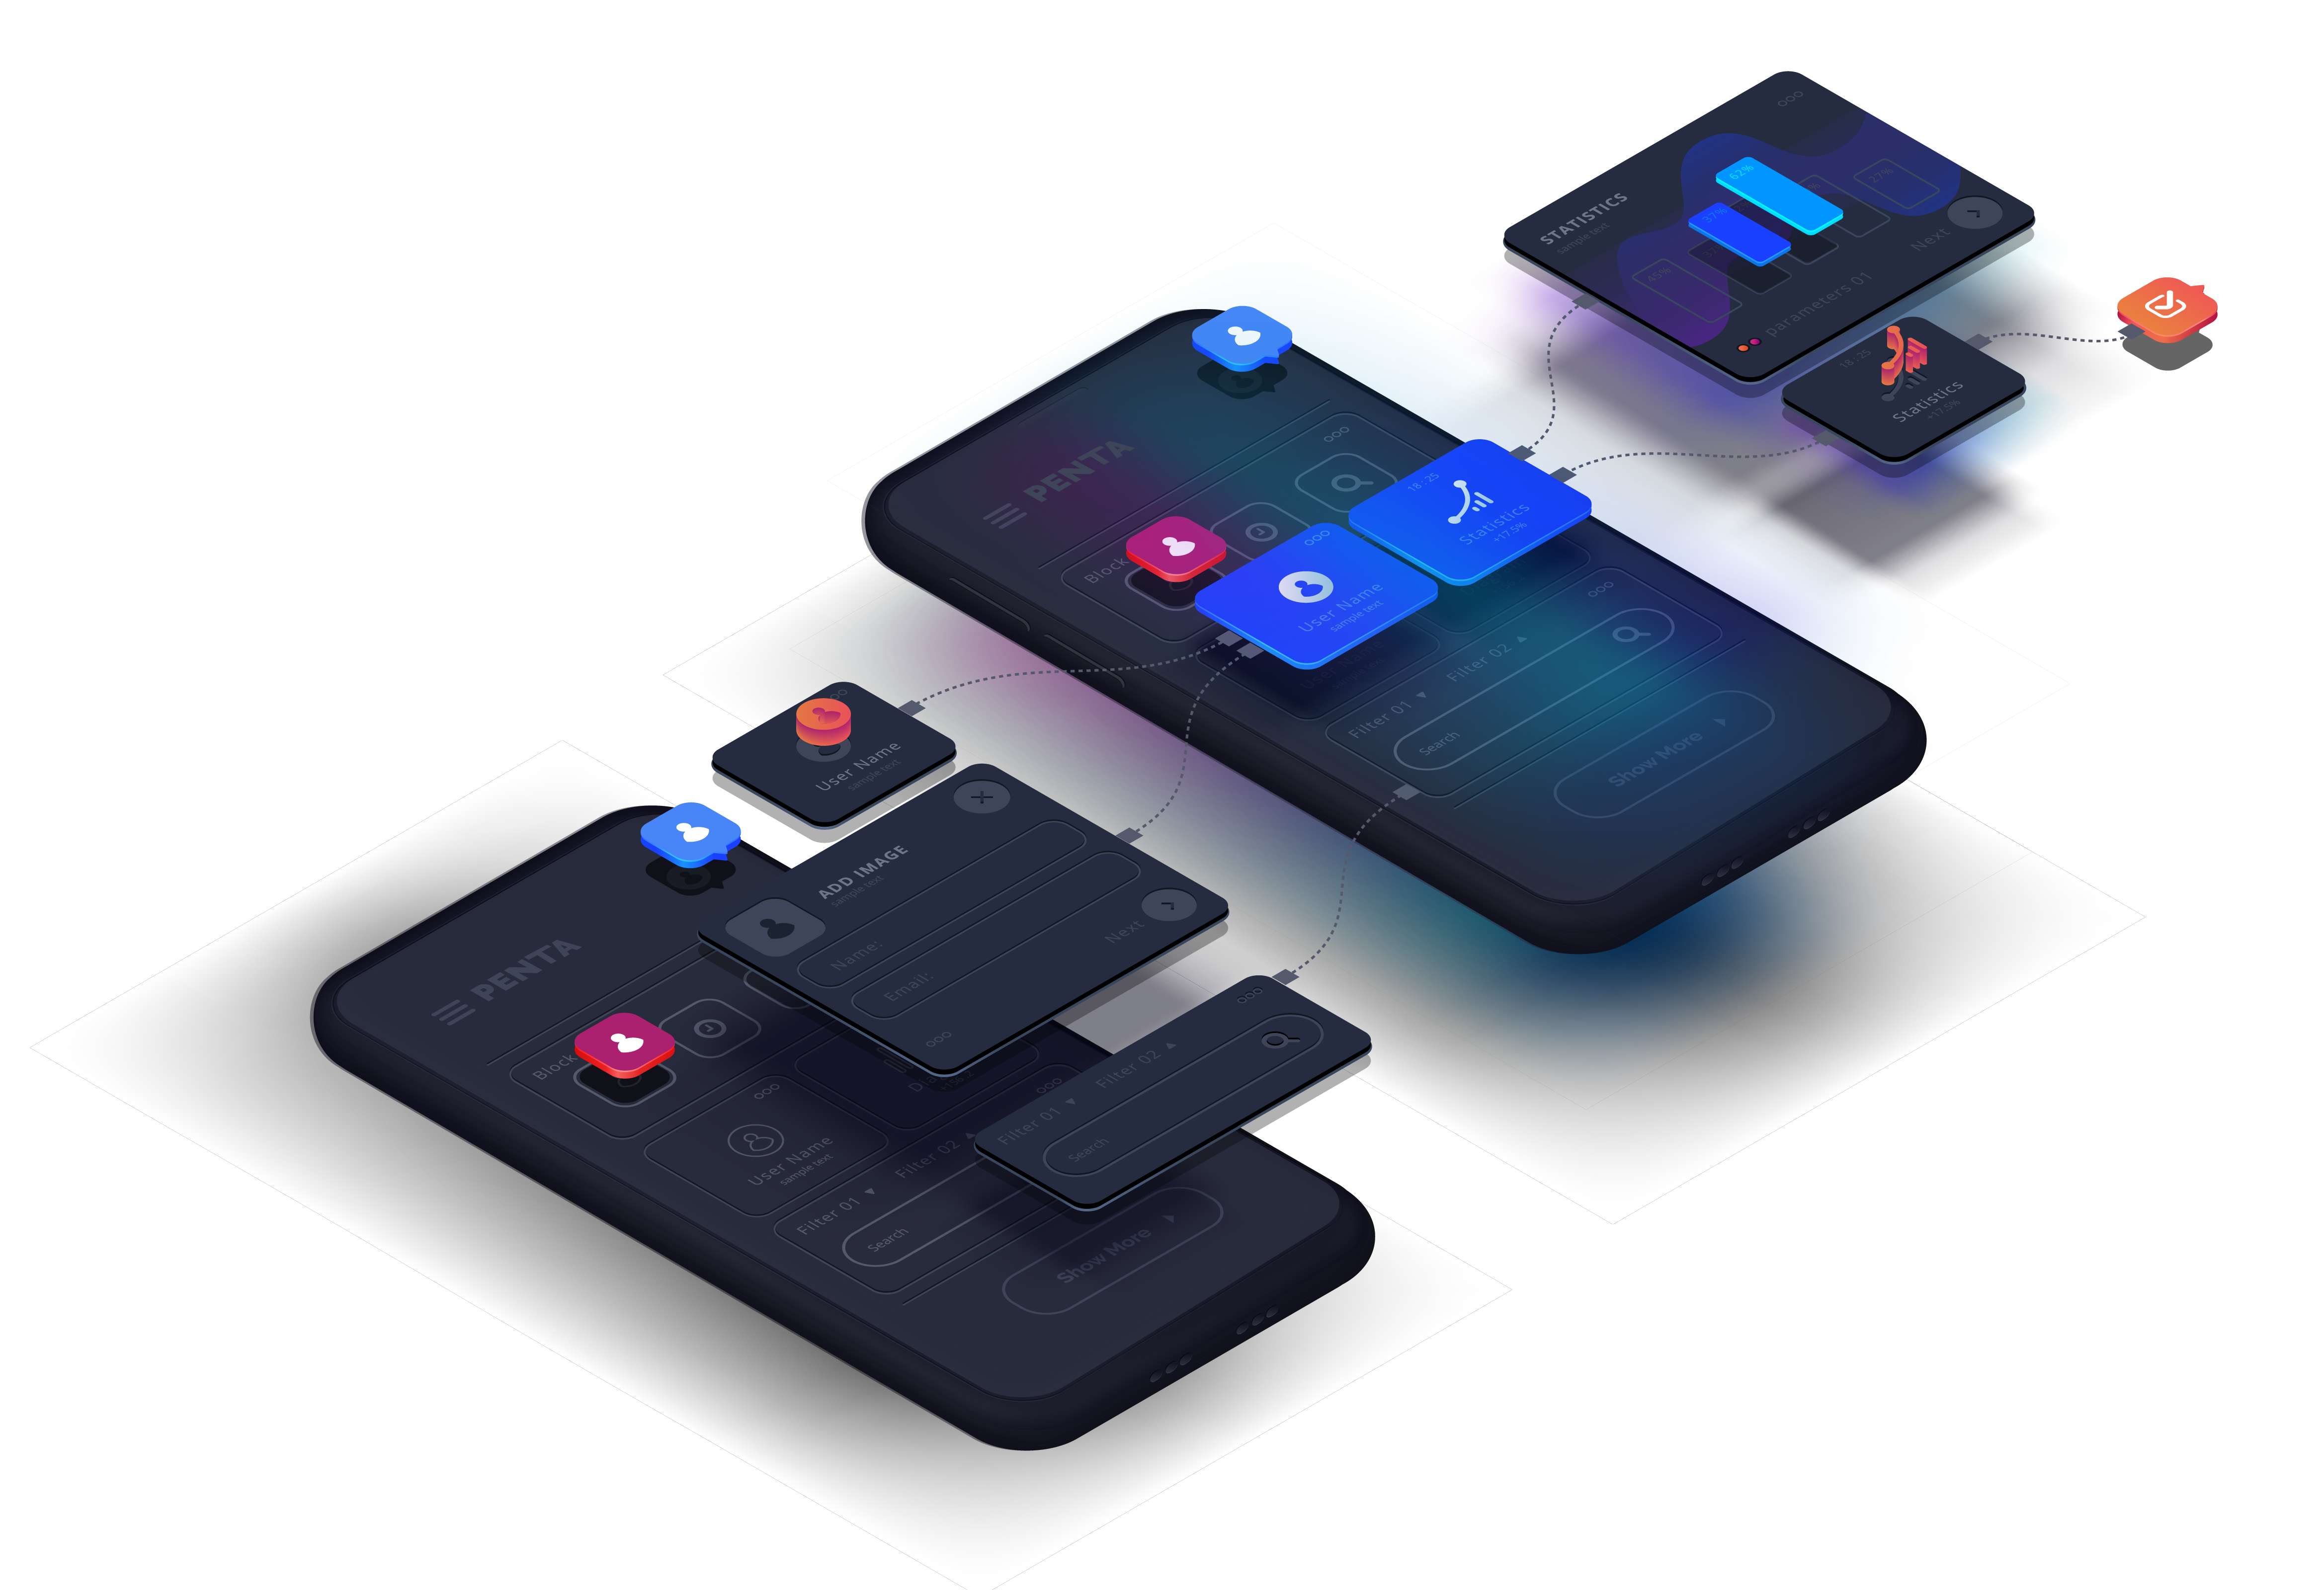 STATISTICS
sample text
62%
37%
27%
45%
parameters 01
Next
18:25
Statistics
+17.5%
PENTA
Block
18:25
Statistics
+17.5%
User Name
sample text
Filter 01 ▼ Filter 02 ▲
Search
Show More
User Name
sample text
ADD IMAGE
sample text
Name:
Email:
Next
PENTA
Block
User Name
sample text
Filter 01 ▼ Filter 02 ▲
Search
Show More
Filter 01 ▼ Filter 02 ▲
Search